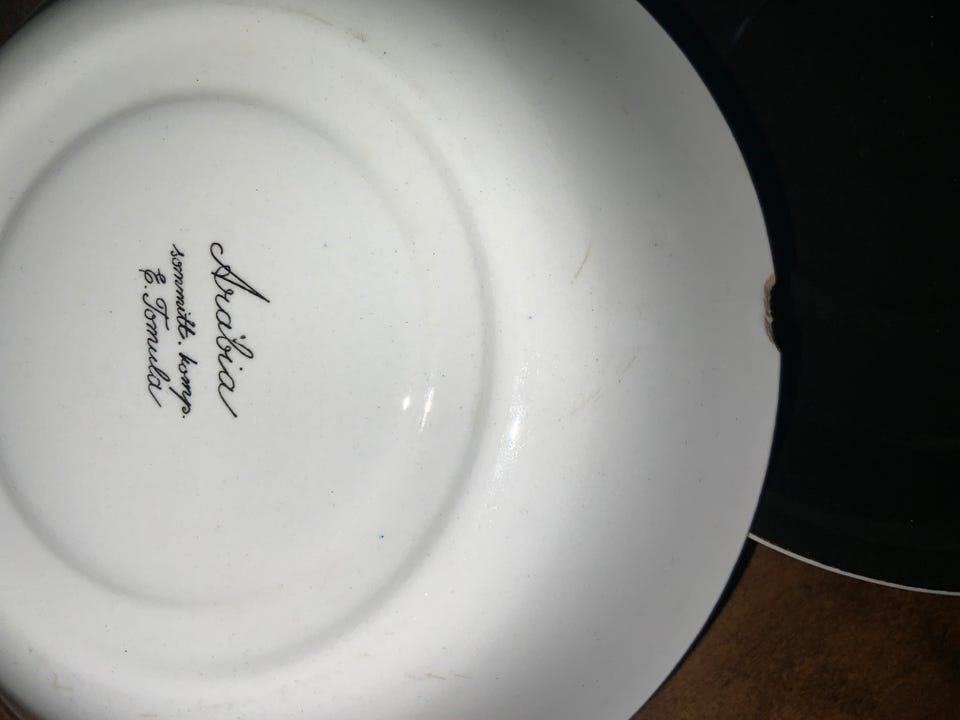 Arabia
sommitt. komp.
E. Tomula